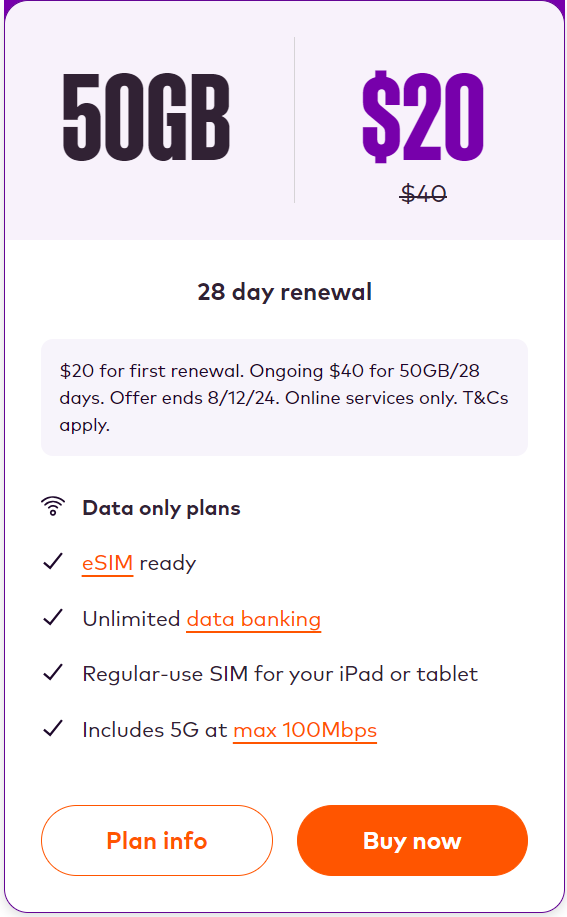 50GB
$20
$40
28 day renewal
$20 for first renewal. Ongoing $40 for 50GB/28
days. Offer ends 8/12/24. Online services only. T&Cs
apply.
Data only plans
eSIM ready
Unlimited data banking
Regular-use SIM for your iPad or tablet
Includes 5G at max 100Mbps
Plan info
Buy now